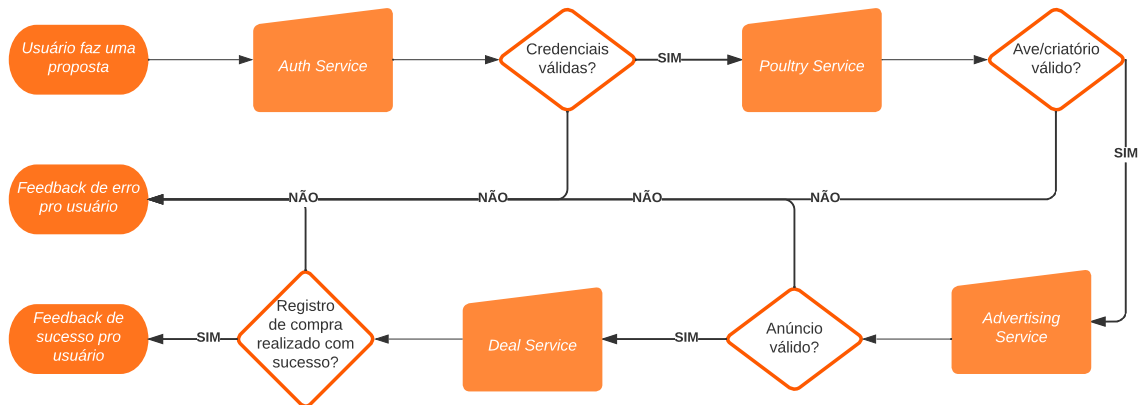 Usuário faz uma
proposta
Auth Service
Credenciais
válidas?
SIM
Poultry Service
Ave/criatório
válido?
SIM
Feedback de erro
pro usuário
NÃO
NÃO
NÃO
NÃO
Feedback de
sucesso pro
usuário
SIM
Registro
de compra
realizado com
sucesso?
Deal Service
SIM
Anúncio
válido?
Advertising
Service